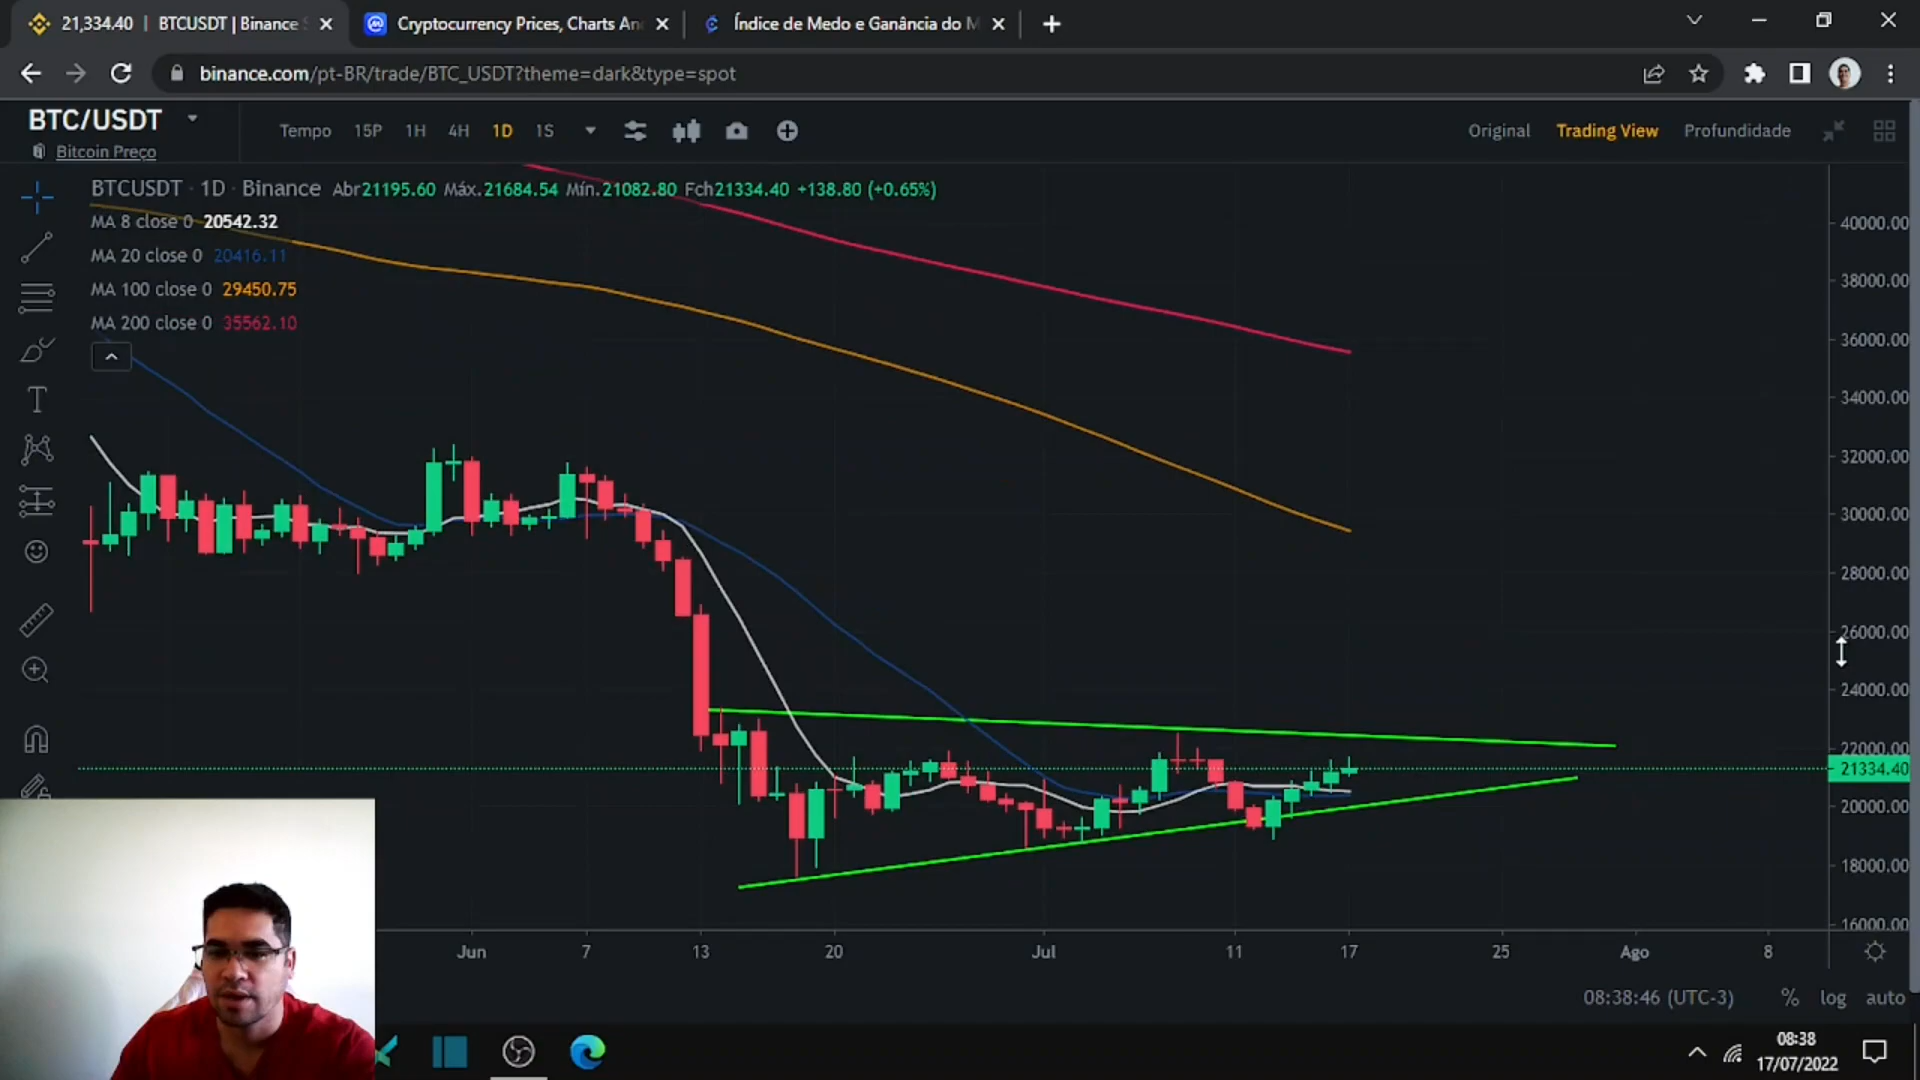 21,334.40 | BTCUSDT | Binance S
Cryptocurrency Prices, Charts An
Índice de Medo e Ganância do M
binance.com/pt-BR/trade/BTC_USDT?theme=dark&type=spot
BTC/USDT
Bitcoin Preço
Tempo 15P 1H 4H 1D 1S
Original Trading View Profundidade
BTCUSDT · 1D · Binance Abr21195.60 Máx.21684.54 Mín.21082.80 Fch21334.40 +138.80 (+0.65%)
MA 8 close 0 20542.32
MA 20 close 0 20416.11
MA 100 close 0 29450.75
MA 200 close 0 35562.10
40000.00
38000.00
36000.00
34000.00
32000.00
30000.00
28000.00
26000.00
24000.00
22000.00
21334.40
20000.00
18000.00
16000.00
Jun 7 13 20 Jul 11 17 25 Ago 8
08:38:46 (UTC-3) % log auto
08:38
17/07/2022